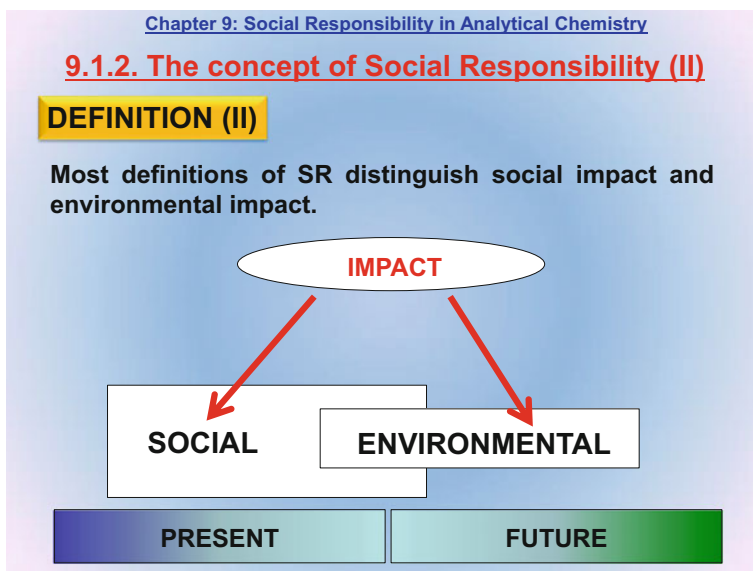 Chapter 9: Social Responsibility in Analytical Chemistry
9.1.2. The concept of Social Responsibility (II)
DEFINITION (II)
Most definitions of SR distinguish social impact and
environmental impact.
IMPACT
SOCIAL
ENVIRONMENTAL
PRESENT
FUTURE